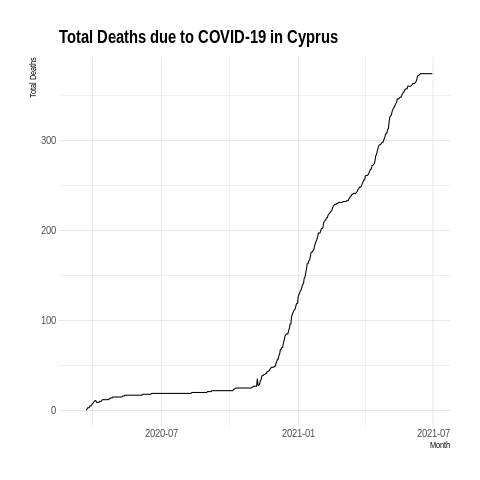 Total Deaths due to COVID-19 in Cyprus
Total Deaths
300
200
100
0
2020-07
2021-01
2021-07
Month